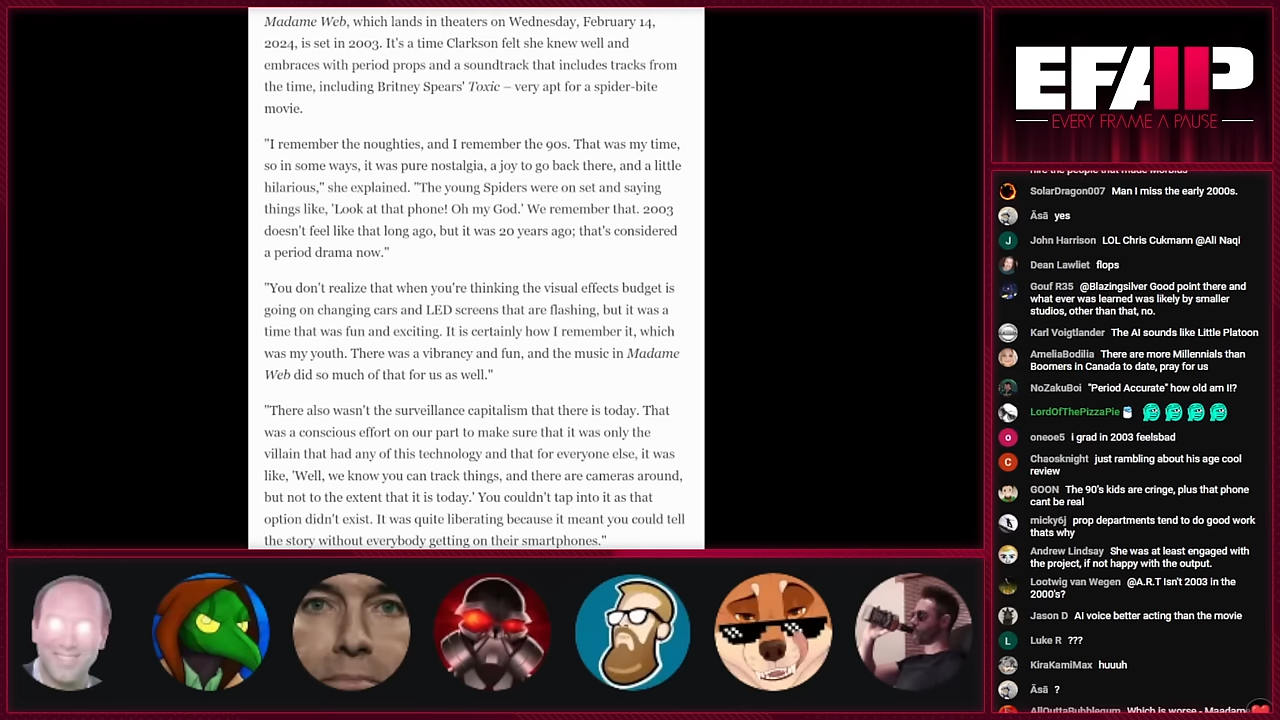 Madame Web, which lands in theaters on Wednesday, February 14,
2024, is set in 2003. It's a time Clarkson felt she knew well and
embraces with period props and a soundtrack that includes tracks from
the time, including Britney Spears' Toxic – very apt for a spider-bite
movie.
"I remember the noughties, and I remember the 90s. That was my time,
so in some ways, it was pure nostalgia, a joy to go back there, and a little
hilarious," she explained. "The young Spiders were on set and saying
things like, 'Look at that phone! Oh my God.' We remember that. 2003
doesn't feel like that long ago, but it was 20 years ago; that's considered
a period drama now."
"You don't realize that when you're thinking the visual effects budget is
going on changing cars and LED screens that are flashing, but it was a
time that was fun and exciting. It is certainly how I remember it, which
was my youth. There was a vibrancy and fun, and the music in Madame
Web did so much of that for us as well."
"There also wasn't the surveillance capitalism that there is today. That
was a conscious effort on our part to make sure that it was only the
villain that had any of this technology and that for everyone else, it was
like, 'Well, we know you can track things, and there are cameras around,
but not to the extent that it is today.' You couldn't tap into it as that
option didn't exist. It was quite liberating because it meant you could tell
the story without everybody getting on their smartphones."
EFAP
EVERY FRAME A PAUSE
hire the people that made Morbius
SolarDragon007 Man I miss the early 2000s.
Äsä yes
J John Harrison LOL Chris Cukmann @Ali Naqi
Dean Lawliet flops
Gouf R35 @Blazingsilver Good point there and
what ever was learned was likely by smaller
studios, other than that, no.
Karl Voigtlander The AI sounds like Little Platoon
AmeliaBodilia There are more Millennials than
Boomers in Canada to date, pray for us
NoZakuBoi "Period Accurate" how old am I!?
LordOfThePizzaPie
o oneoe5 i grad in 2003 feelsbad
C Chaosknight just rambling about his age cool
review
GOON The 90's kids are cringe, plus that phone
cant be real
micky6j prop departments tend to do good work
thats why
Andrew Lindsay She was at least engaged with
the project, if not happy with the output.
Lootwig van Wegen @A.R.T Isn't 2003 in the
2000's?
Jason D AI voice better acting than the movie
L Luke R ???
KiraKamiMax huuuh
Äsä ?
AllOuttaBubblegum Which is worse - Maadame